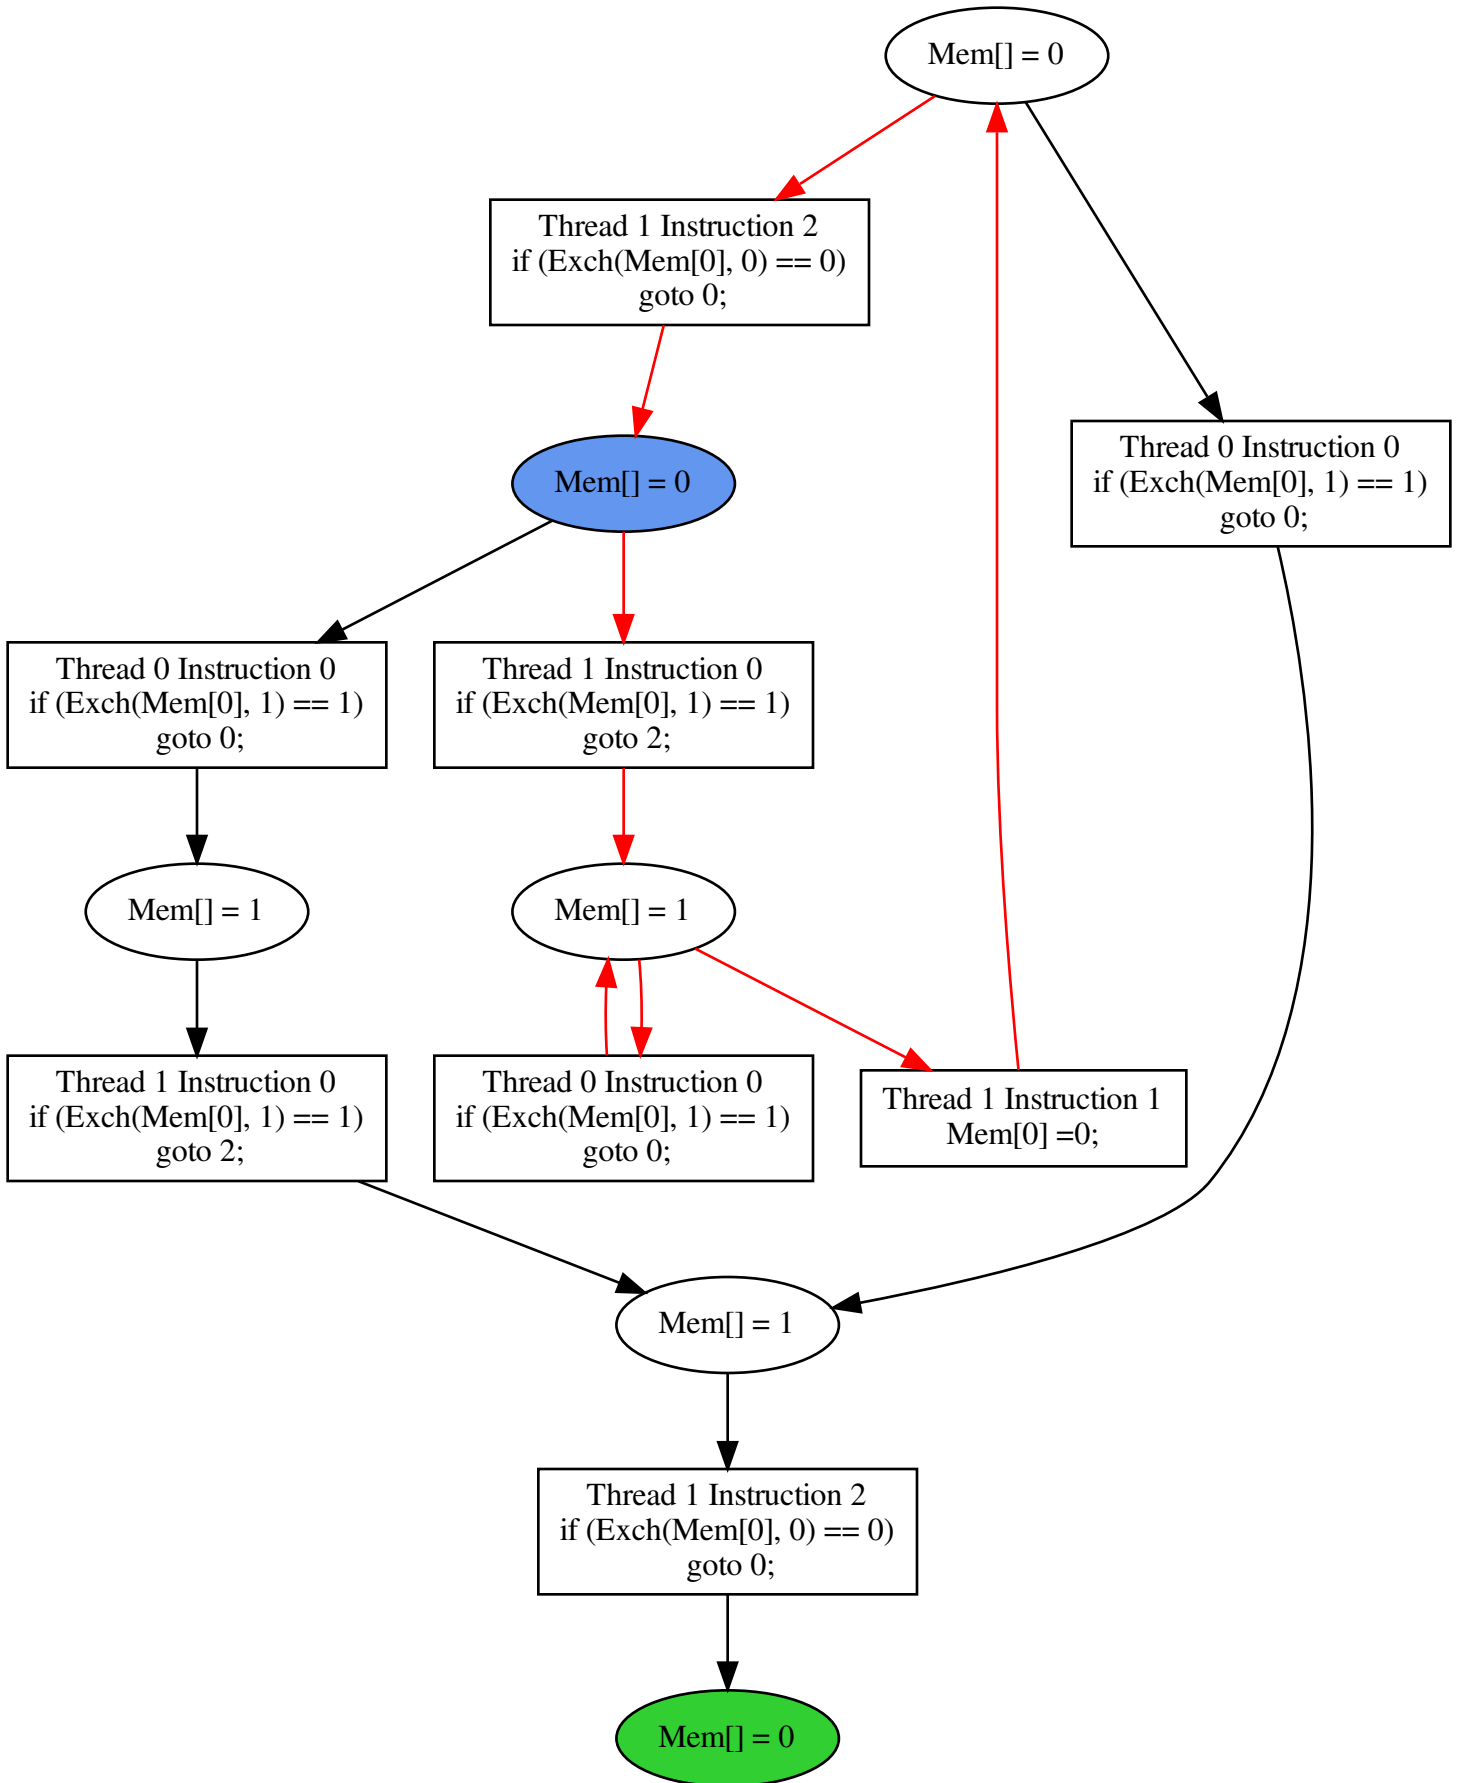 Mem[] = 0
Thread 1 Instruction 2
if (Exch(Mem[0], 0) == 0)
goto 0;
Mem[] = 0
Thread 0 Instruction 0
if (Exch(Mem[0], 1) == 1)
goto 0;
Thread 0 Instruction 0
if (Exch(Mem[0], 1) == 1)
goto 0;
Thread 1 Instruction 0
if (Exch(Mem[0], 1) == 1)
goto 2;
Mem[] = 1
Mem[] = 1
Thread 1 Instruction 0
if (Exch(Mem[0], 1) == 1)
goto 2;
Thread 0 Instruction 0
if (Exch(Mem[0], 1) == 1)
goto 0;
Thread 1 Instruction 1
Mem[0] =0;
Mem[] = 1
Thread 1 Instruction 2
if (Exch(Mem[0], 0) == 0)
goto 0;
Mem[] = 0